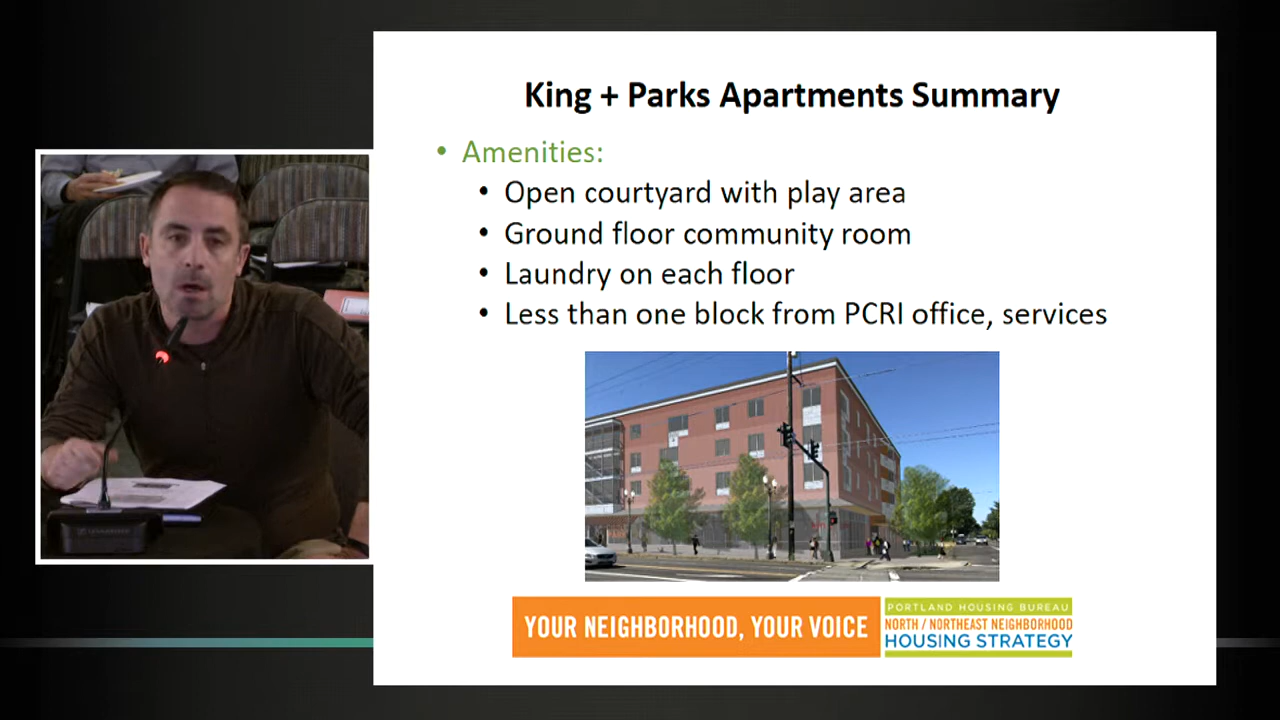 King + Parks Apartments Summary
• Amenities:
• Open courtyard with play area
• Ground floor community room
• Laundry on each floor
• Less than one block from PCRI office, services
YOUR NEIGHBORHOOD, YOUR VOICE
PORTLAND HOUSING BUREAU
NORTH / NORTHEAST NEIGHBORHOOD
HOUSING STRATEGY